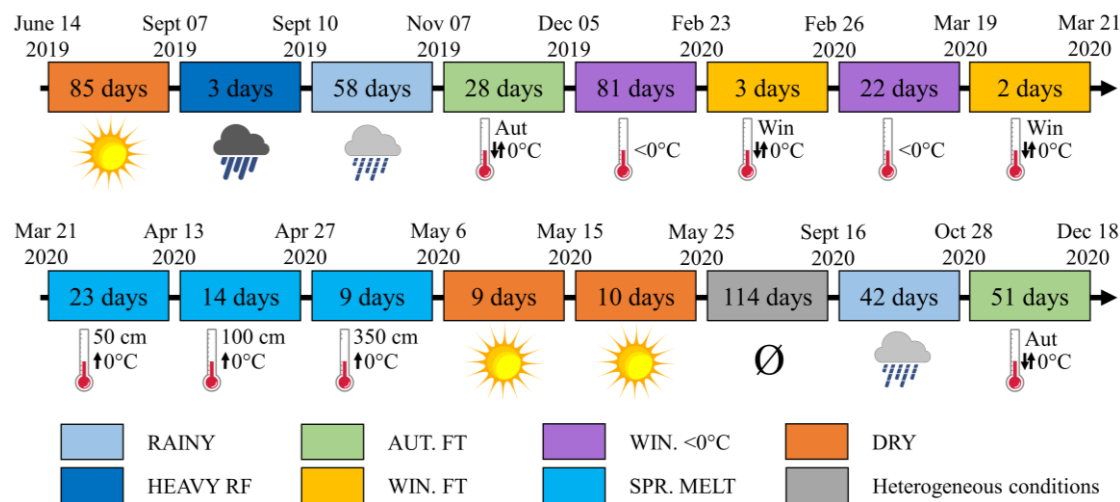 June 14 Sept 07 Sept 10 Nov 07 Dec 05 Feb 23 Feb 26 Mar 19 Mar 21
2019 2019 2019 2019 2019 2020 2020 2020 2020
85 days 3 days 58 days 28 days 81 days 3 days 22 days 2 days
Aut Win Win
⇵0°C <0°C ⇵0°C <0°C ⇵0°C
Mar 21 Apr 13 Apr 27 May 6 May 15 May 25 Sept 16 Oct 28 Dec 18
2020 2020 2020 2020 2020 2020 2020 2020 2020
23 days 14 days 9 days 9 days 10 days 114 days 42 days 51 days
50 cm 100 cm 350 cm Aut
↑0°C ↑0°C ↑0°C Ø ⇵0°C
RAINY AUT. FT WIN. <0°C DRY
HEAVY RF WIN. FT SPR. MELT Heterogeneous conditions